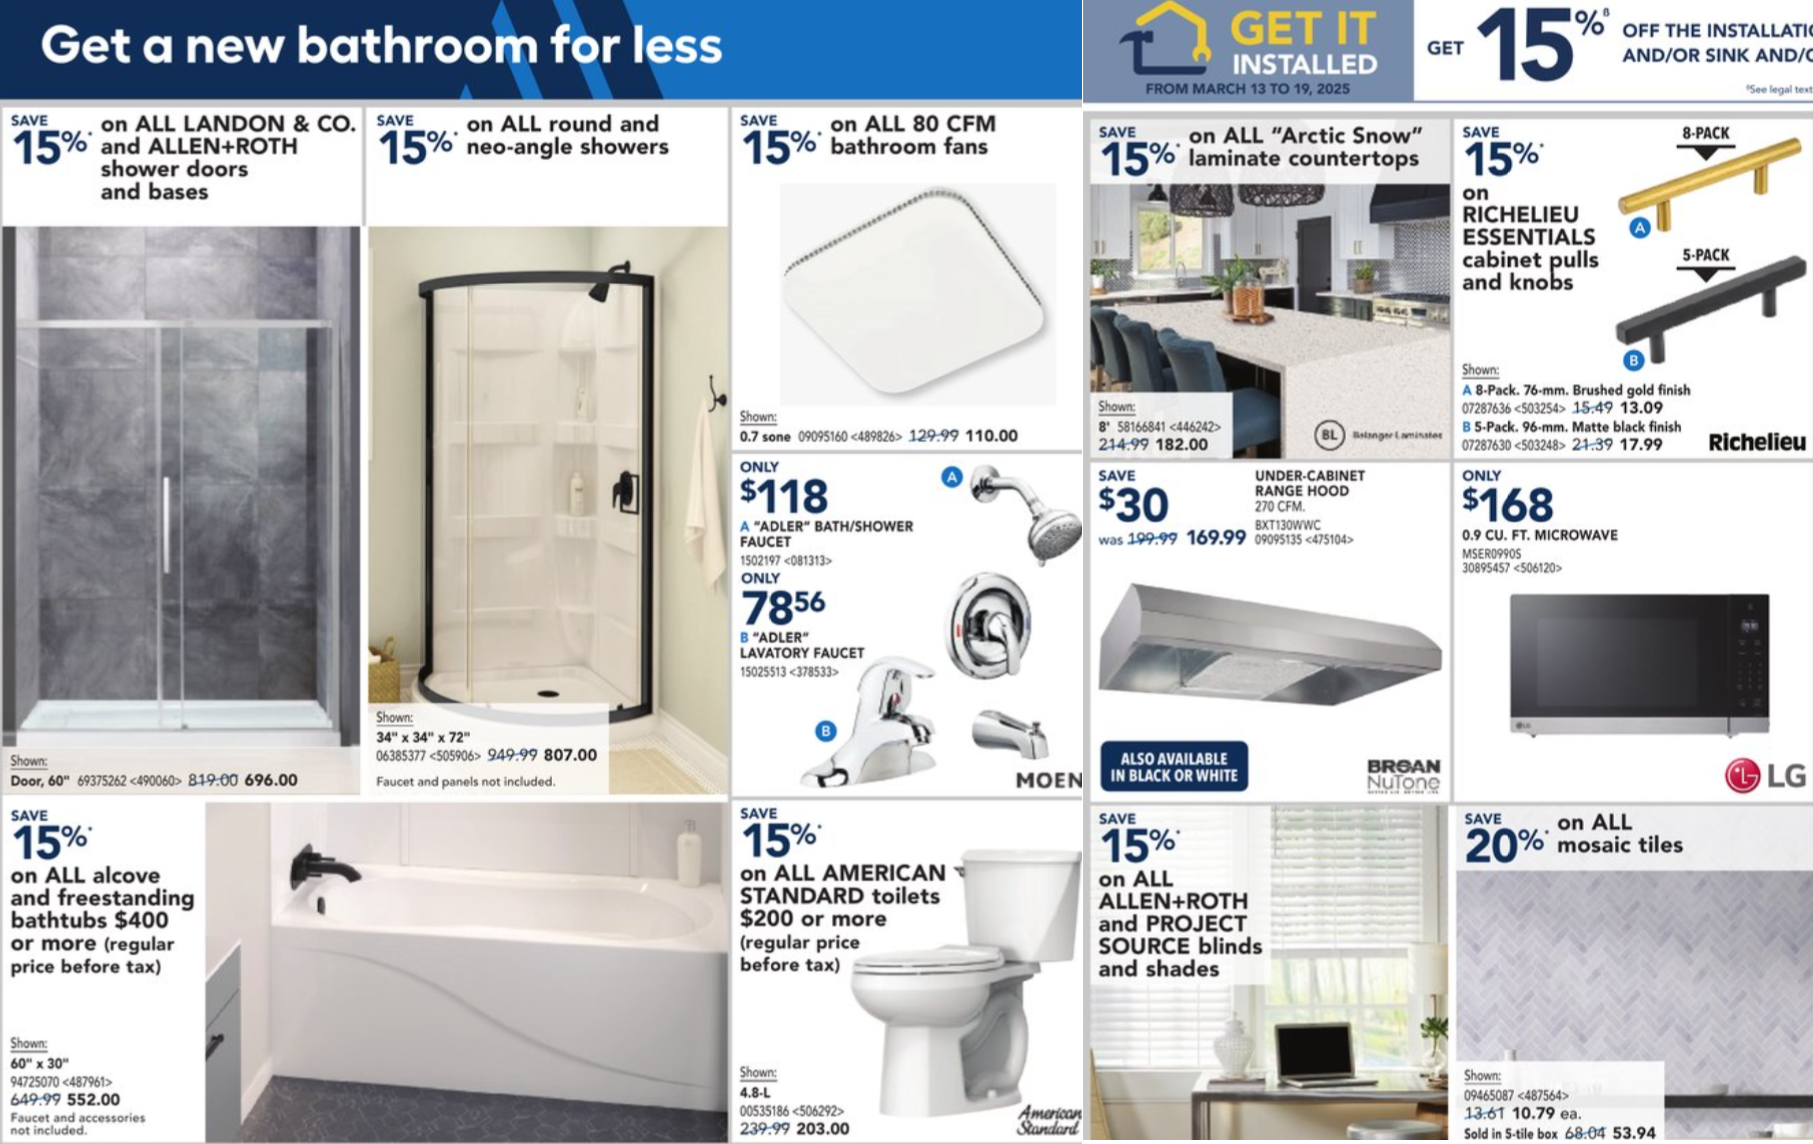 Get a new bathroom for less
SAVE
15%*
on ALL LANDON & CO.
and ALLEN+ROTH
shower doors
and bases
Shown:
Door, 60" 69375262 <490060> 819.00 696.00
SAVE
15%*
on ALL round and
neo-angle showers
Shown:
34" x 34" x 72"
06385377 <505906> 949.99 807.00
Faucet and panels not included.
SAVE
15%*
on ALL 80 CFM
bathroom fans
Shown:
0.7 sone 09095160 <489826> 129.99 110.00
ONLY
$118
A "ADLER" BATH/SHOWER
FAUCET
1502197 <081313>
ONLY
7856
B "ADLER"
LAVATORY FAUCET
15025513 <378533>
A
B
MOEN
SAVE
15%*
on ALL alcove
and freestanding
bathtubs $400
or more (regular
price before tax)
Shown:
60" x 30"
94725070 <487961>
649.99 552.00
Faucet and accessories
not included.
SAVE
15%*
on ALL AMERICAN
STANDARD toilets
$200 or more
(regular price
before tax)
Shown:
4.8-L
00535186 <506292>
239.99 203.00
American
Standard
GET IT
INSTALLED
FROM MARCH 13 TO 19, 2025
GET 15%ß
OFF THE INSTALLATI
AND/OR SINK AND/
ßSee legal text
SAVE
15%*
on ALL "Arctic Snow"
laminate countertops
Shown:
8' 58166841 <446242>
214.99 182.00
BL Belanger Laminates
SAVE
15%*
on
RICHELIEU
ESSENTIALS
cabinet pulls
and knobs
8-PACK
A
5-PACK
B
Shown:
A 8-Pack. 76-mm. Brushed gold finish
07287636 <503254> 15.49 13.09
B 5-Pack. 96-mm. Matte black finish
07287630 <503248> 21.39 17.99
Richelieu
SAVE
$30
was 199.99 169.99
UNDER-CABINET
RANGE HOOD
270 CFM.
BXT130WWC
09095135 <475104>
ALSO AVAILABLE
IN BLACK OR WHITE
BROAN
NuTone
ONLY
$168
0.9 CU. FT. MICROWAVE
MSER0990S
30895457 <506120>
LG
LG
SAVE
15%*
on ALL
ALLEN+ROTH
and PROJECT
SOURCE blinds
and shades
SAVE
20%*
on ALL
mosaic tiles
Shown:
09465087 <487564>
13.61 10.79 ea.
Sold in 5-tile box 68.04 53.94